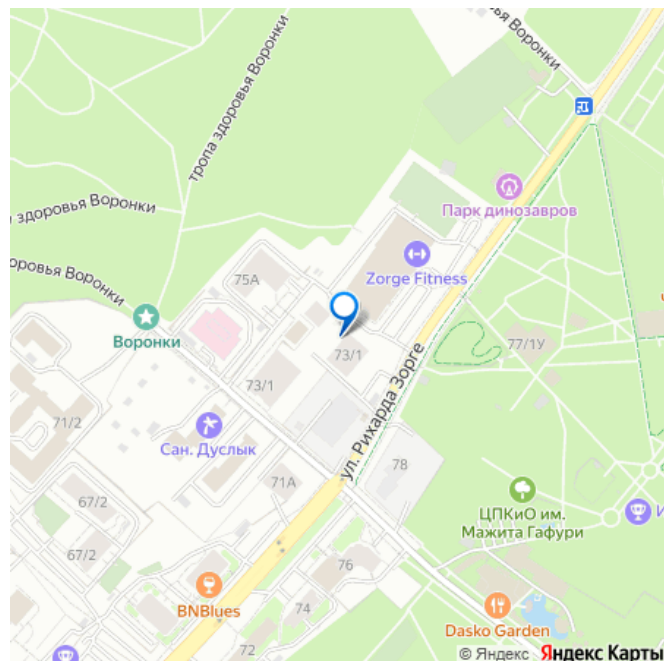 Воронки
тропа здоровья Воронки
здоровья Воронки
доровья Воронки
Парк динозавров
Zorge Fitness
75А
Воронки
73/1
77/1У
73/1
ул. Рихарда Зорге
71/2
Сан. Дуслык
78
71А
67/2
ЦПКиО им.
Мажита Гафури
И
67/2
76
BNBlues
74
Dasko Garden
72
© Яндекс Яндекс Карты